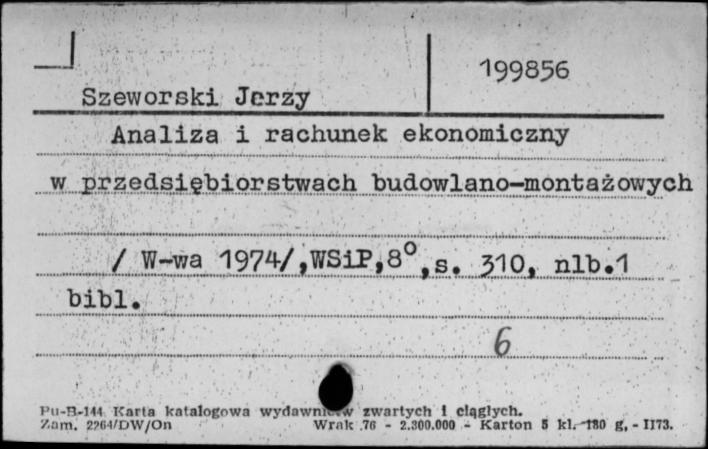 199856
Szeworski Jerzy
Analiza i rachunek ekonomiczny
w przedsiębiorstwach budowlano-montażowych
/ W-wa 1974/,WSiP,8°,s. 310, nlb.1
bibl.
6
Pu-B-144 Karta katalogowa wydawnictw zwartych i ciągłych.
Zam. 2264/DW/On Wrak .76 - 2.300.000 - Karton 5 kl.-180 g, - II73.